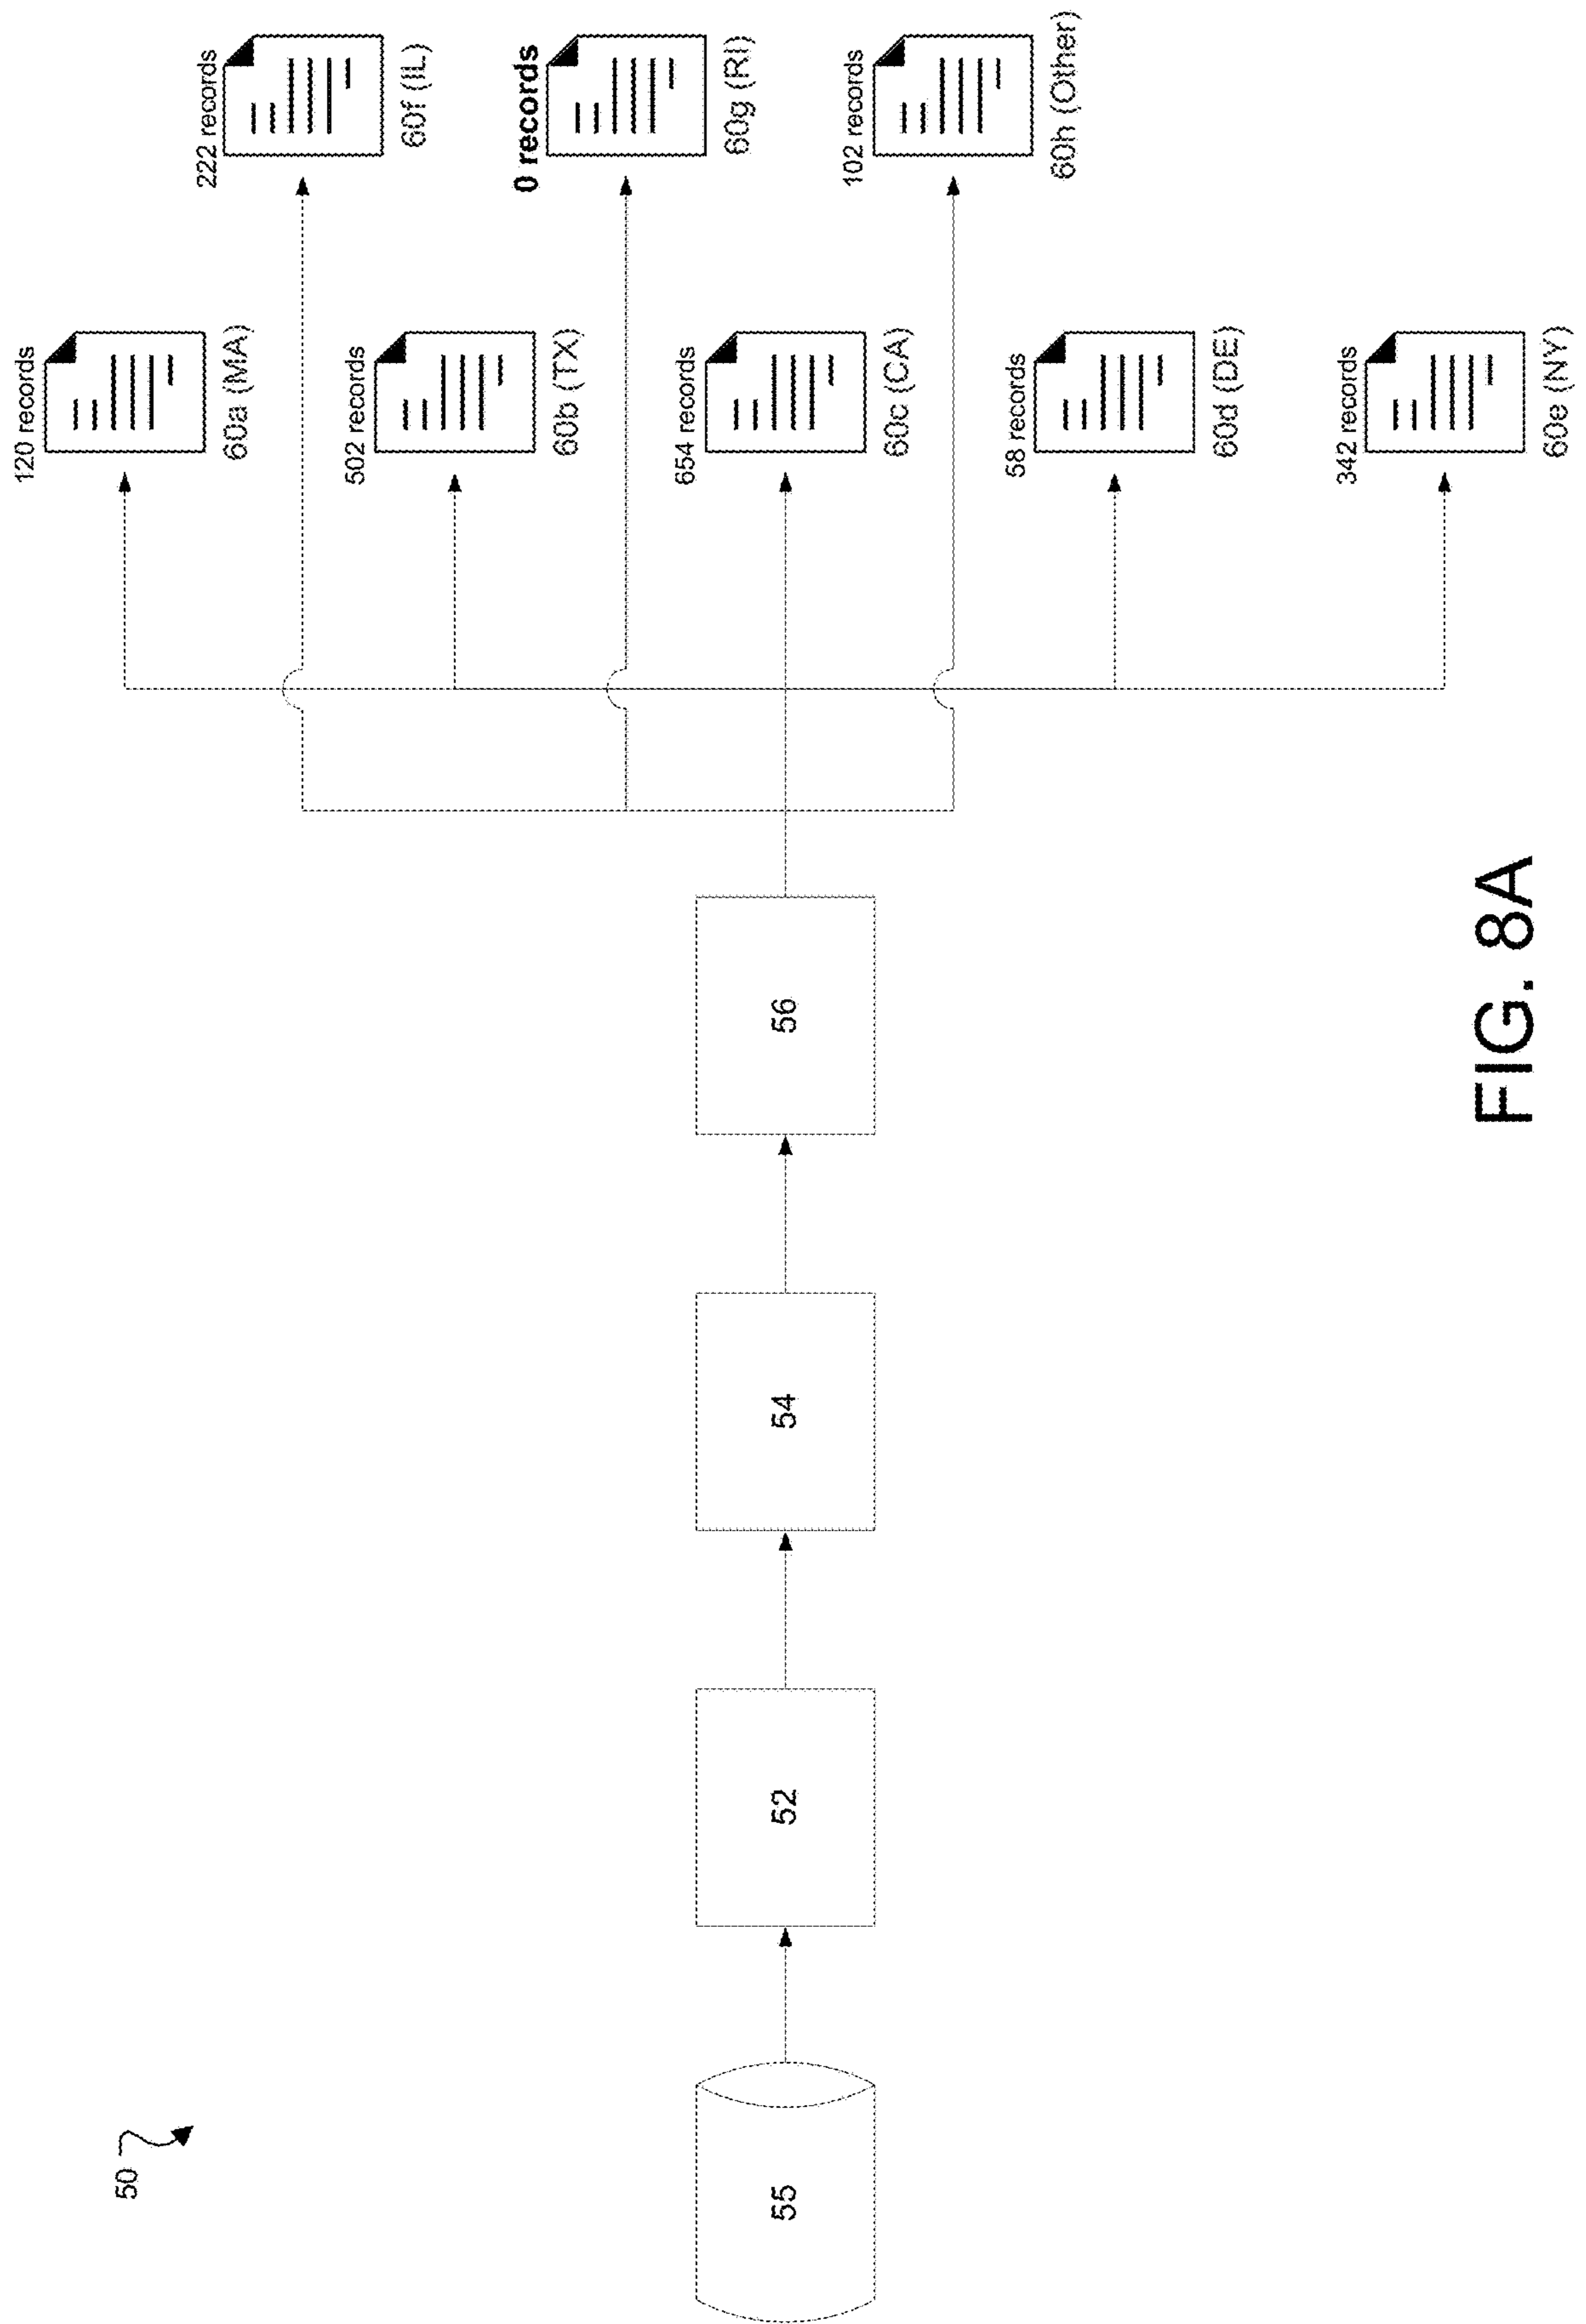 50
55
52
54
56
120 records
60a (MA)
222 records
60f (IL)
502 records
60b (TX)
0 records
60g (RI)
654 records
60c (CA)
102 records
60h (Other)
58 records
60d (DE)
342 records
60e (NY)
FIG. 8A